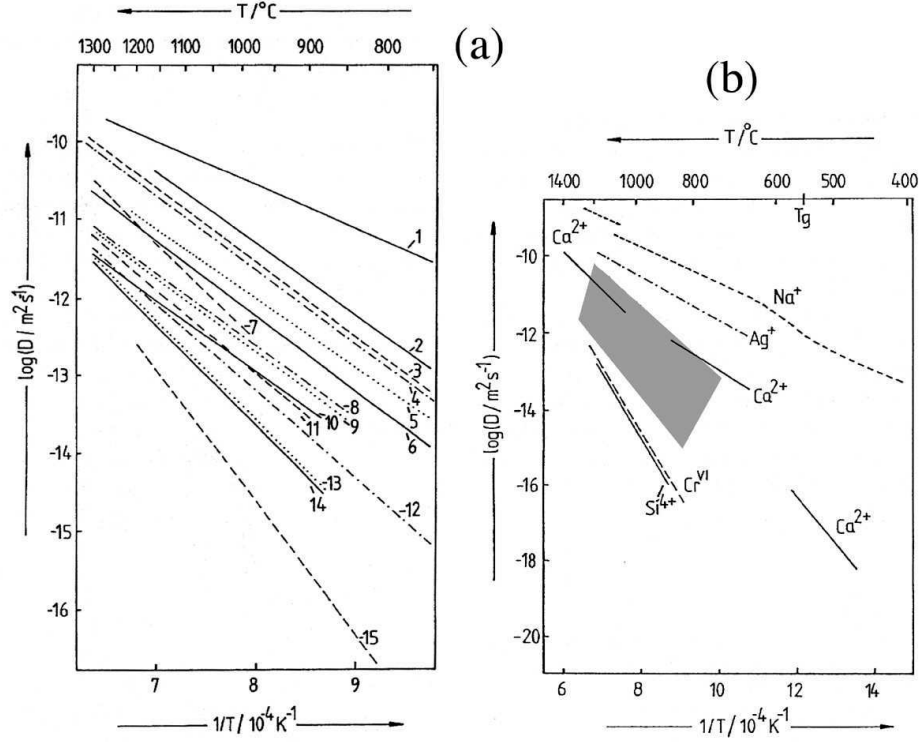 (a)
T/°C
1300 1200 1100 1000 900 800
-10
-11
-12
-13
-14
-15
-16
log(D/m²s⁻¹)
1
2
3
4
5
6
7
8
9
10
11
12
13
14
15
7 8 9
1/T/10⁻⁴K⁻¹
(b)
T/°C
1400 1000 800 600 500 400
Tg
-10
-12
-14
-16
-18
-20
log(D/m²s⁻¹)
Ca²⁺
Na⁺
Ag⁺
Ca²⁺
Cr^VI
Si⁴⁺
Ca²⁺
6 8 10 12 14
1/T/10⁻⁴K⁻¹